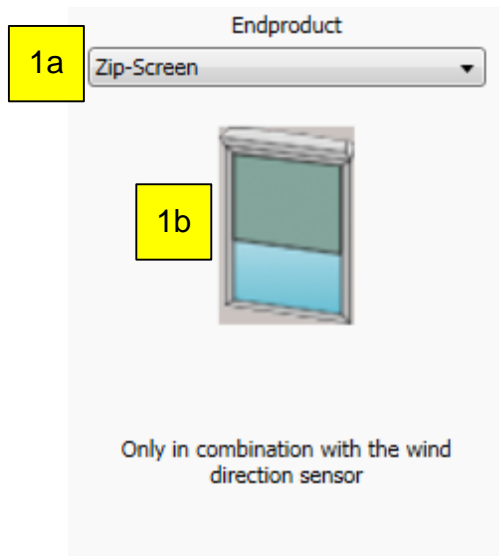 Endproduct
1a
Zip-Screen
1b
Only in combination with the wind
direction sensor